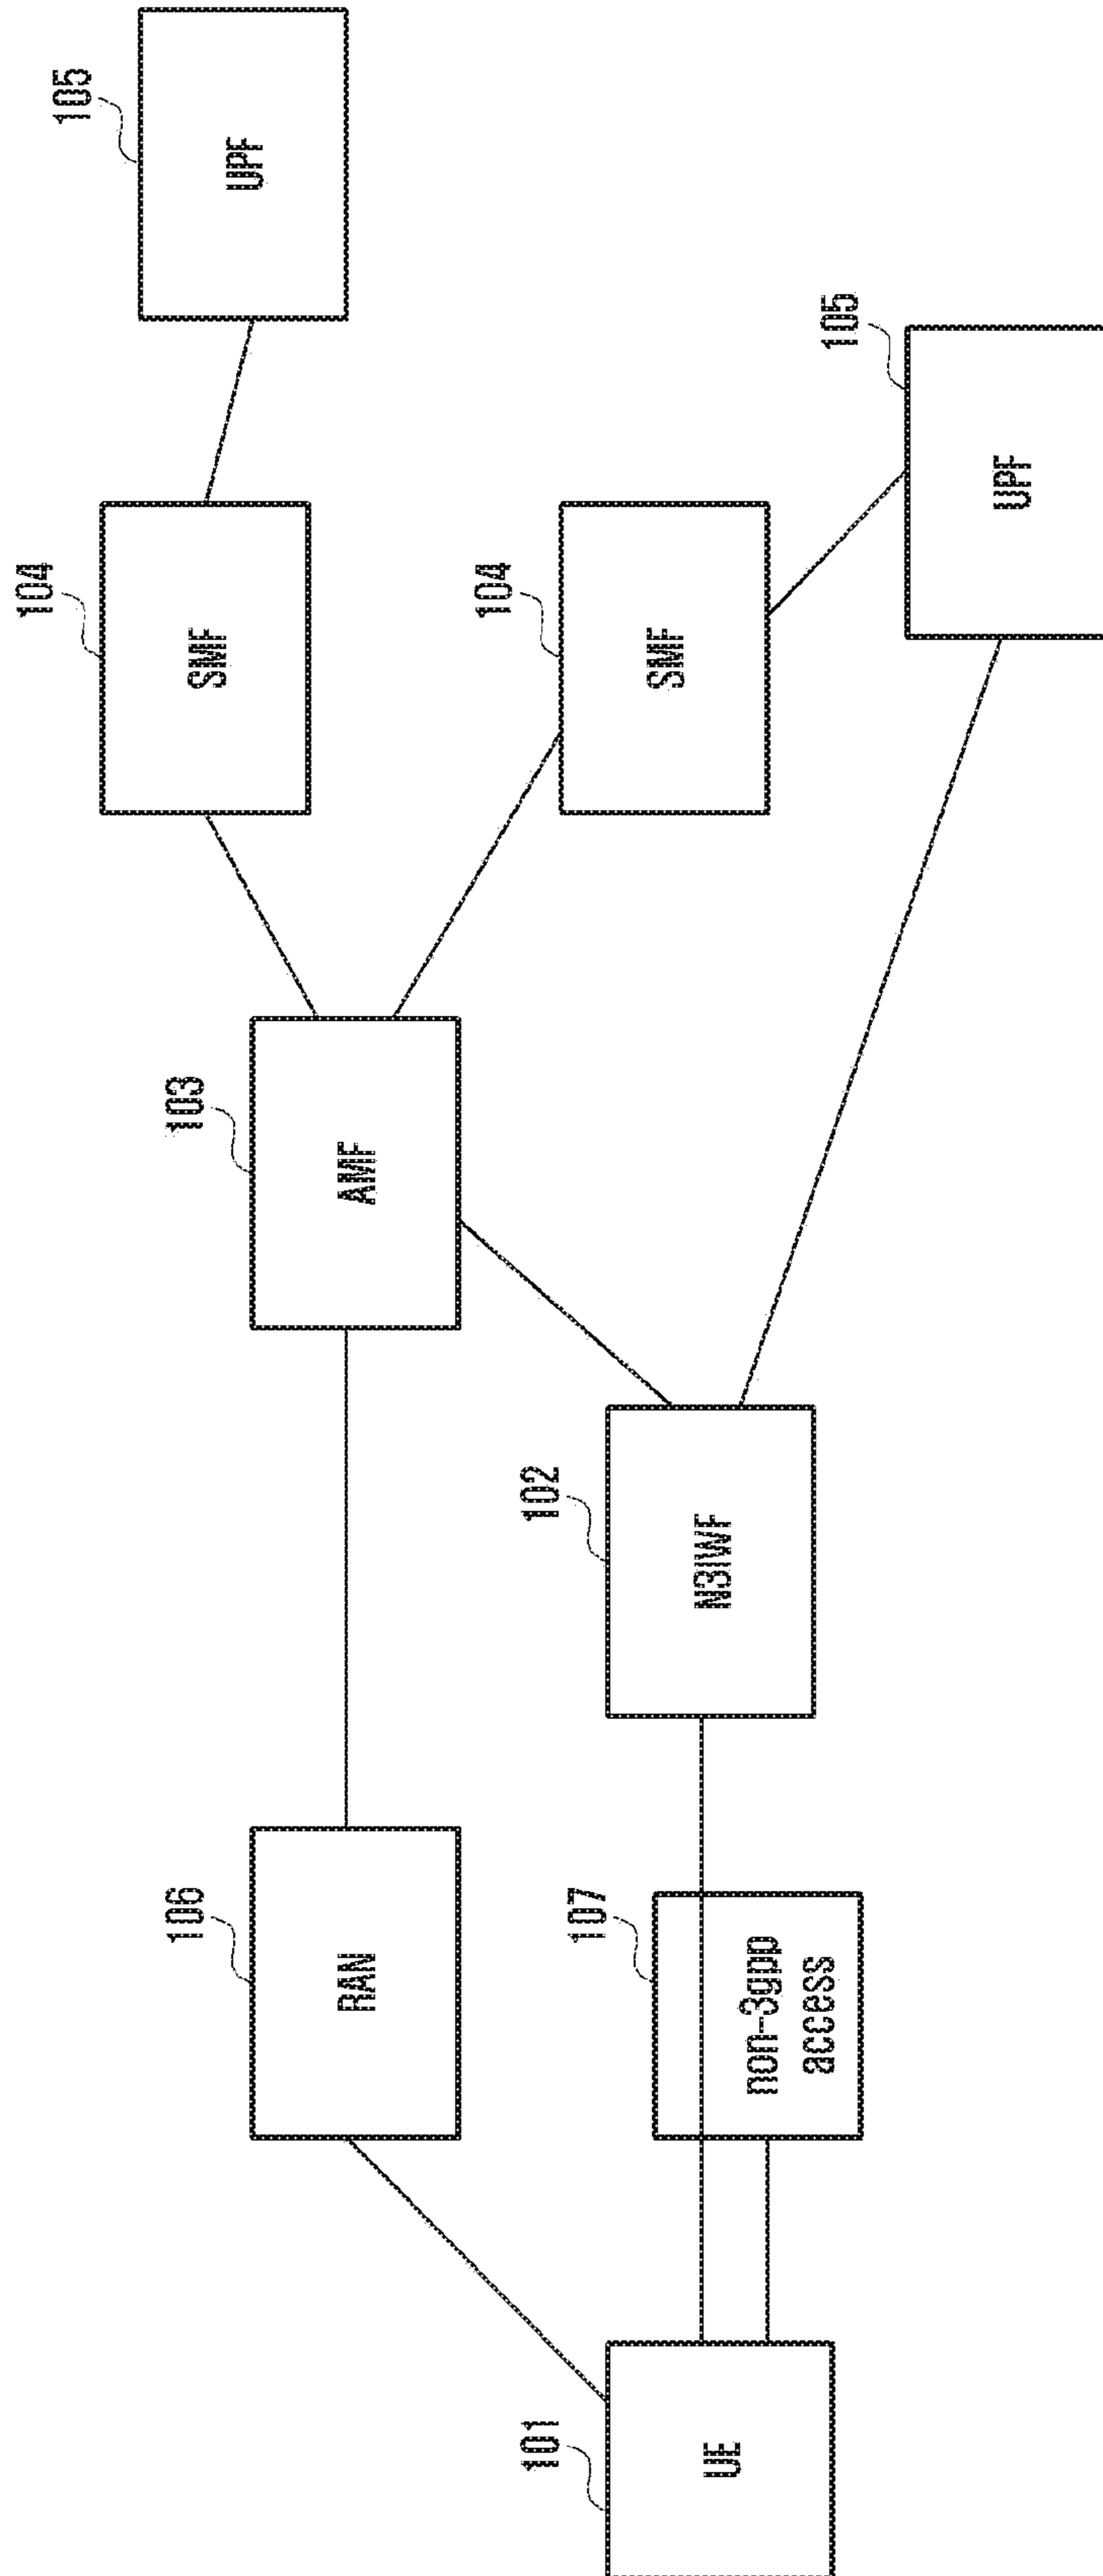 105
UPF
104
SMF
105
UPF
104
SMF
103
AMF
102
N3IWF
106
RAN
107
non-3gpp
access
101
UE